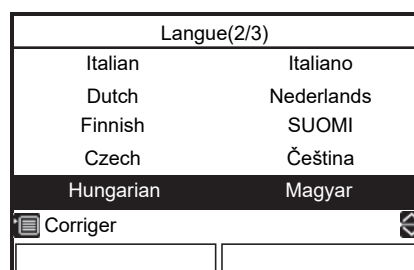 Langue(2/3)
Italian Italiano
Dutch Nederlands
Finnish SUOMI
Czech Čeština
Hungarian Magyar
Corriger